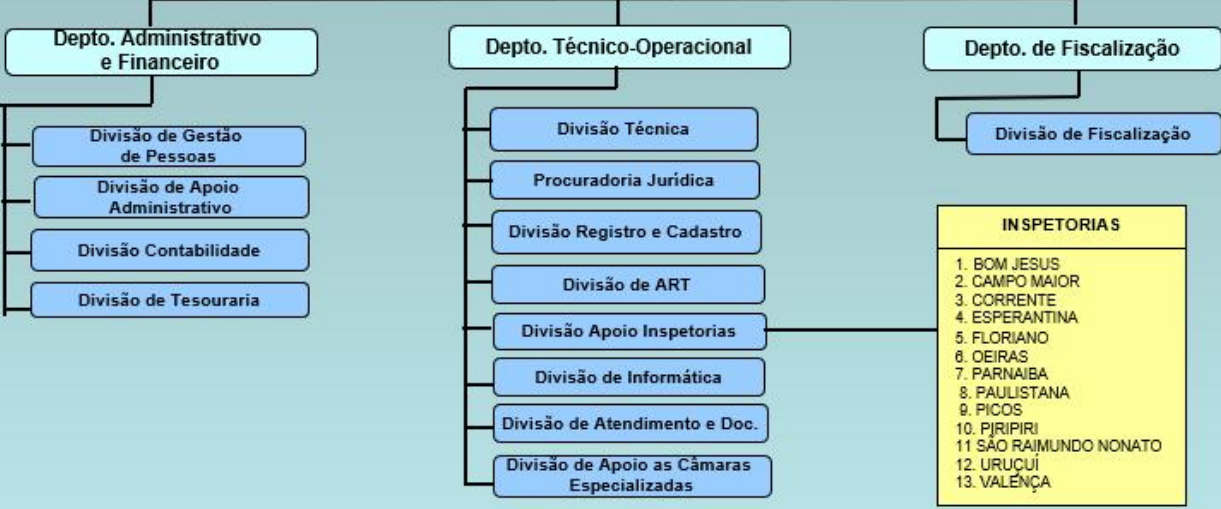 Depto. Administrativo
e Financeiro
Divisão de Gestão
de Pessoas
Divisão de Apoio
Administrativo
Divisão Contabilidade
Divisão de Tesouraria
Depto. Técnico-Operacional
Divisão Técnica
Procuradoria Jurídica
Divisão Registro e Cadastro
Divisão de ART
Divisão Apoio Inspetorias
Divisão de Informática
Divisão de Atendimento e Doc.
Divisão de Apoio as Câmaras
Especializadas
Depto. de Fiscalização
Divisão de Fiscalização
INSPETORIAS
1. BOM JESUS
2. CAMPO MAIOR
3. CORRENTE
4. ESPERANTINA
5. FLORIANO
6. OEIRAS
7. PARNAIBA
8. PAULISTANA
9. PICOS
10. PIRIPIRI
11 SÃO RAIMUNDO NONATO
12. URUÇUÍ
13. VALENÇA